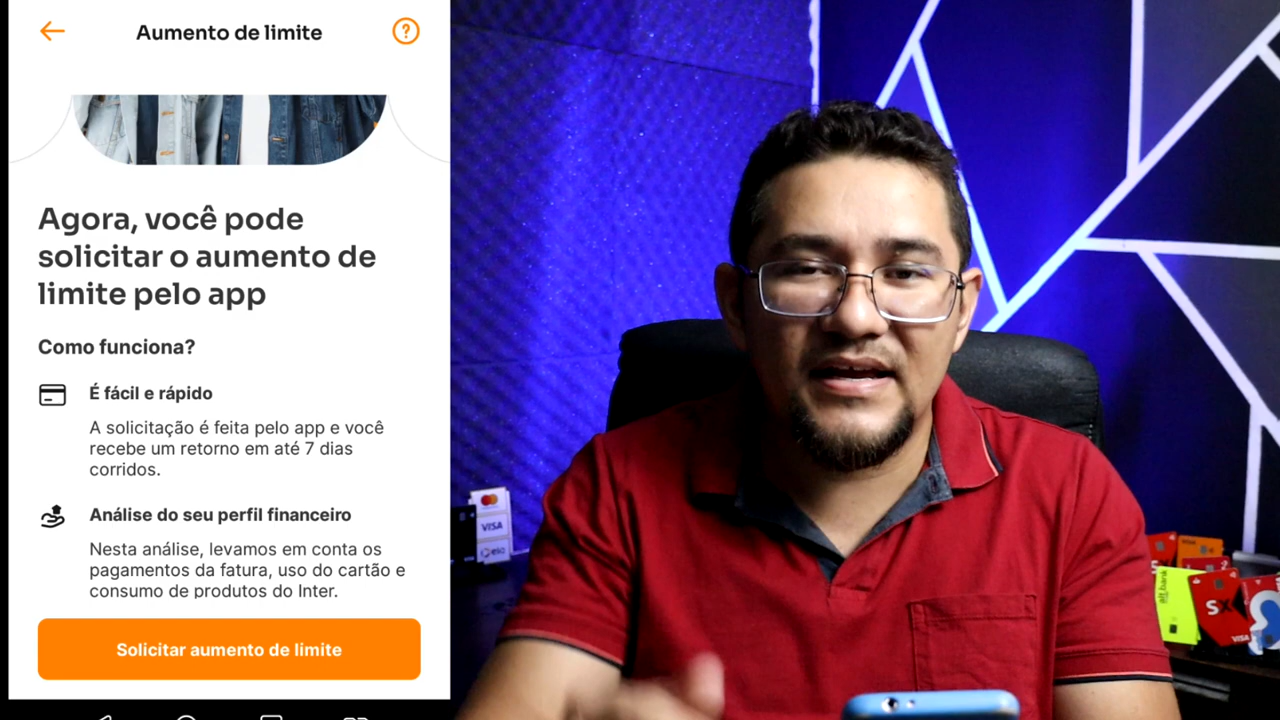 Aumento de limite
?
Agora, você pode
solicitar o aumento de
limite pelo app
Como funciona?
É fácil e rápido
A solicitação é feita pelo app e você
recebe um retorno em até 7 dias
corridos.
Análise do seu perfil financeiro
Nesta análise, levamos em conta os
pagamentos da fatura, uso do cartão e
consumo de produtos do Inter.
Solicitar aumento de limite
VISA
elo
alt.bank
SX
VISA